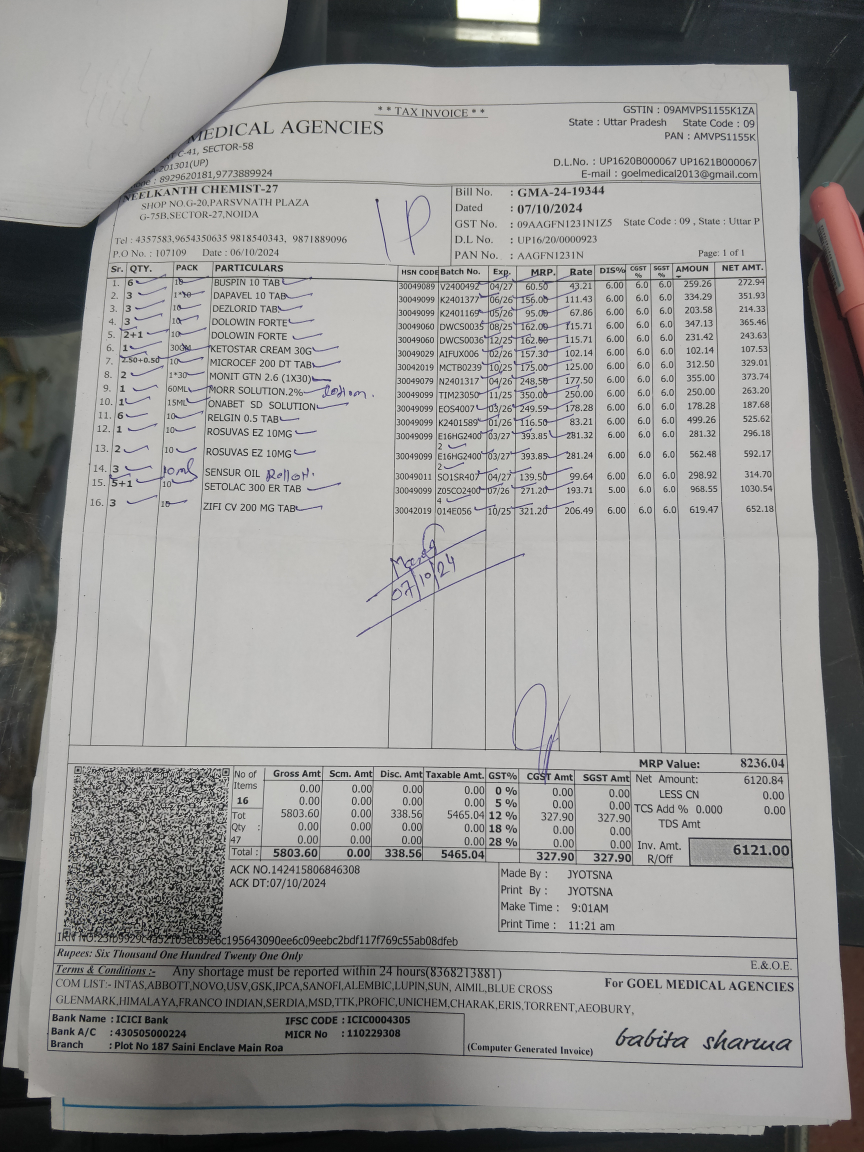 * * TAX INVOICE * *
GSTIN : 09AMVPS1155K1ZA
State : Uttar Pradesh State Code : 09
PAN : AMVPS1155K
MEDICAL AGENCIES
C-41, SECTOR-58
201301(UP)
8929620181,9773889924
D.L.No. : UP1620B000067 UP1621B000067
E-mail : goelmedical2013@gmail.com
NEELKANTH CHEMIST-27
SHOP NO.G-20,PARSVNATH PLAZA
G-75B,SECTOR-27,NOIDA
Tel : 4357583,9654350635 9818540343, 9871889096
P.O No. : 107109 Date : 06/10/2024
IP
Bill No. : GMA-24-19344
Dated : 07/10/2024
GST No. : 09AAGFN1231N1Z5 State Code : 09 , State : Uttar P
D.L No. : UP16/20/0000923
PAN No. : AAGFN1231N Page: 1 of 1
Sr. QTY. PACK PARTICULARS HSN CODE Batch No. Exp. MRP. Rate DIS% CGST % SGST % AMOUN NET AMT.
1. 6 10 BUSPIN 10 TAB 30049089 V240049 04/27 60.50 43.21 6.00 6.0 6.0 259.26 272.94
2. 3 1*10 DAPAVEL 10 TAB 30049099 K2401377 06/26 156.00 111.43 6.00 6.0 6.0 334.29 351.93
3. 3 10 DEZLORID TAB 30049099 K2401169 05/26 95.00 67.86 6.00 6.0 6.0 203.58 214.33
4. 3 10 DOLOWIN FORTE 30049060 DWCS0035 08/25 162.00 115.71 6.00 6.0 6.0 347.13 365.46
5. 2+1 10 DOLOWIN FORTE 30049060 DWCS0036 12/25 162.00 115.71 6.00 6.0 6.0 231.42 243.63
6. 1 30GM KETOSTAR CREAM 30G 30049029 AIFUX006 02/26 157.30 102.14 6.00 6.0 6.0 102.14 107.53
7. 2.50+0.50 10 MICROCEF 200 DT TAB 30042019 MCTB0239 10/25 175.00 125.00 6.00 6.0 6.0 312.50 329.01
8. 2 1*30 MONIT GTN 2.6 (1X30) 30049079 N2401317 04/26 248.50 177.50 6.00 6.0 6.0 355.00 373.74
9. 1 60ML MORR SOLUTION.2% 30049099 TIM23050 11/25 350.00 250.00 6.00 6.0 6.0 250.00 263.20
10. 1 15ML ONABET SD SOLUTION 30049099 EOS4007 03/26 249.59 178.28 6.00 6.0 6.0 178.28 187.68
11. 6 10 RELGIN 0.5 TAB 30049099 K2401589 01/26 116.50 83.21 6.00 6.0 6.0 499.26 525.62
12. 1 10 ROSUVAS EZ 10MG 30049099 E16HG2400 03/27 393.85 281.32 6.00 6.0 6.0 281.32 296.18
2
13. 2 10 ROSUVAS EZ 10MG 30049099 E16HG2400 03/27 393.85 281.24 6.00 6.0 6.0 562.48 592.17
2
14. 3 10ml SENSUR OIL Rollon. 30049011 SO1SR407 04/27 139.50 99.64 6.00 6.0 6.0 298.92 314.70
15. 5+1 10 SETOLAC 300 ER TAB 30049099 Z05CO2400 07/26 271.20 193.71 5.00 6.0 6.0 968.55 1030.54
4
16. 3 10 ZIFI CV 200 MG TAB 30042019 014E056 10/25 321.20 206.49 6.00 6.0 6.0 619.47 652.18
07/10/24
MRP Value: 8236.04
No of Items 16 Tot Qty : 47
Gross Amt Scm. Amt Disc. Amt Taxable Amt. GST% CGST Amt SGST Amt
0.00 0.00 0.00 0.00 0 % 0.00 0.00
0.00 0.00 0.00 0.00 5 % 0.00 0.00
5803.60 0.00 338.56 5465.04 12 % 327.90 327.90
0.00 0.00 0.00 0.00 18 % 0.00 0.00
0.00 0.00 0.00 0.00 28 % 0.00 0.00
Total : 5803.60 0.00 338.56 5465.04 327.90 327.90
Net Amount: 6120.84
LESS CN 0.00
TCS Add % 0.000 0.00
TDS Amt
Inv. Amt. R/Off 6121.00
ACK NO.142415806846308
ACK DT:07/10/2024
Made By : JYOTSNA
Print By : JYOTSNA
Make Time : 9:01AM
Print Time : 11:21 am
Rupees: Six Thousand One Hundred Twenty One Only
E.&.O.E.
Terms & Conditions :- Any shortage must be reported within 24 hours(8368213881)
COM LIST:- INTAS,ABBOTT,NOVO,USV,GSK,IPCA,SANOFI,ALEMBIC,LUPIN,SUN, AIMIL,BLUE CROSS
GLENMARK,HIMALAYA,FRANCO INDIAN,SERDIA,MSD,TTK,PROFIC,UNICHEM,CHARAK,ERIS,TORRENT,AEOBURY,
For GOEL MEDICAL AGENCIES
Bank Name : ICICI Bank IFSC CODE : ICIC0004305
Bank A/C : 430505000224 MICR No : 110229308
Branch : Plot No 187 Saini Enclave Main Roa
(Computer Generated Invoice)
babita sharma